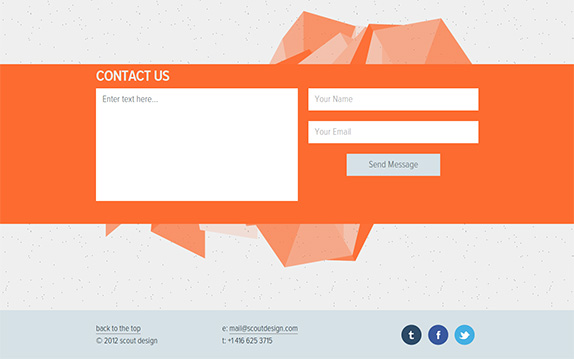 CONTACT US
Enter text here...
Your Name
Your Email
Send Message
back to the top
© 2012 scout design
e: mail@scoutdesign.com
t: +1 416 625 3715
t
f